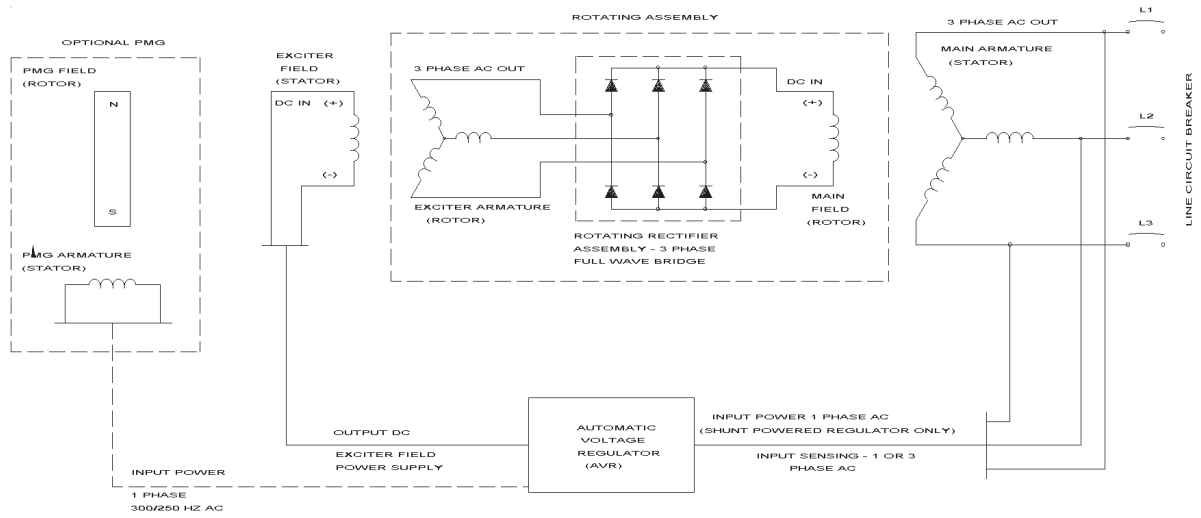 ROTATING ASSEMBLY
L1
3 PHASE AC OUT
OPTIONAL PMG
EXCITER
FIELD
(STATOR)
MAIN ARMATURE
(STATOR)
PMG FIELD
(ROTOR)
3 PHASE AC OUT
DC IN
N
DC IN
(+)
(+)
L2
LINE CIRCUIT BREAKER
(-)
(-)
S
EXCITER ARMATURE
(ROTOR)
MAIN
FIELD
(ROTOR)
L3
ROTATING RECTIFIER
ASSEMBLY - 3 PHASE
FULL WAVE BRIDGE
PMG ARMATURE
(STATOR)
OUTPUT DC
EXCITER FIELD
POWER SUPPLY
AUTOMATIC
VOLTAGE
REGULATOR
(AVR)
INPUT POWER 1 PHASE AC
(SHUNT POWERED REGULATOR ONLY)
INPUT SENSING - 1 OR 3
PHASE AC
INPUT POWER
1 PHASE
300/250 HZ AC